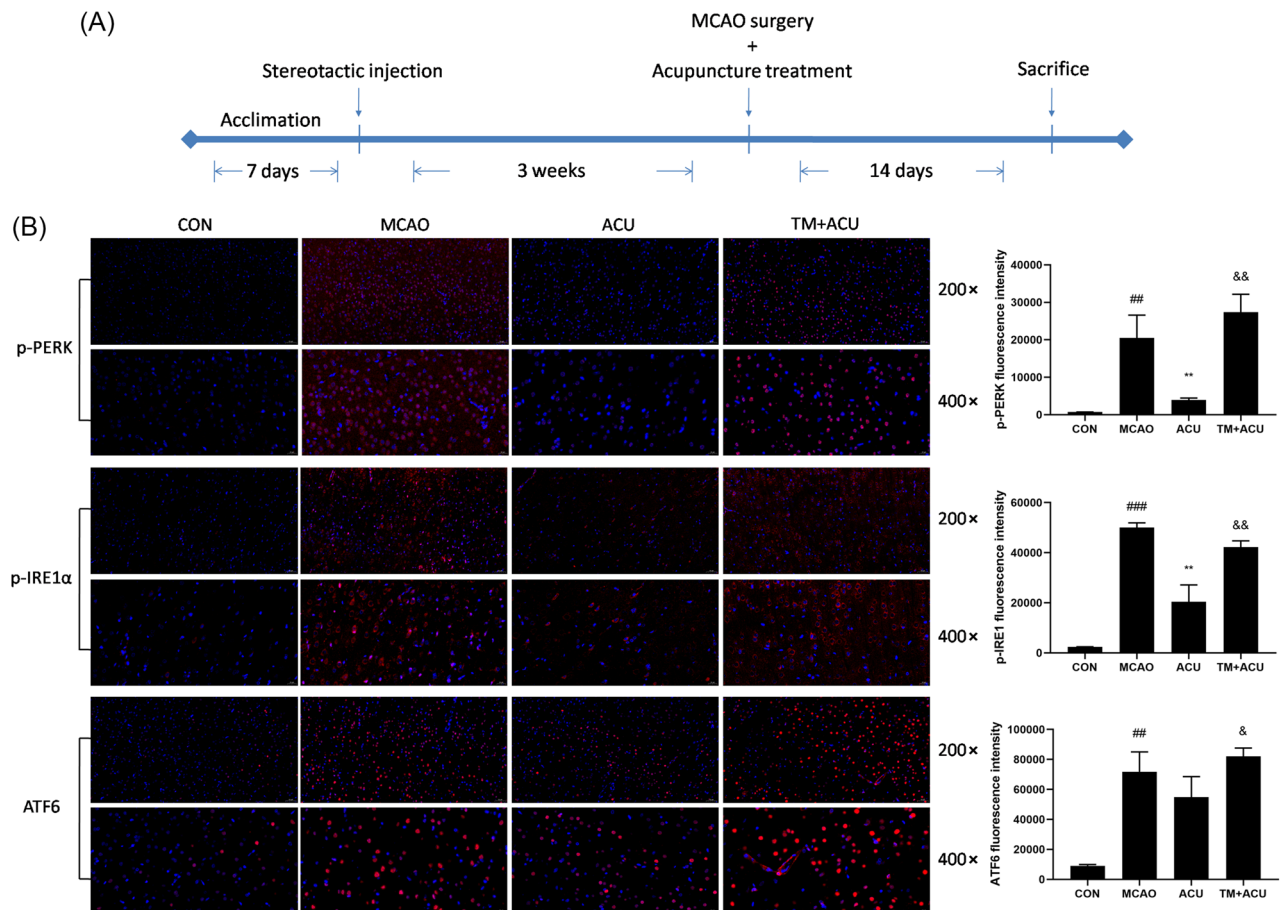 (A)
MCAO surgery
+
Stereotactic injection
Acupuncture treatment
Sacrifice
Acclimation
7 days
3 weeks
14 days
(B)
CON
MCAO
ACU
TM+ACU
p-PERK
200×
400×
p-PERK fluorescence intensity
40000
30000
20000
10000
0
##
**
&&
CON
MCAO
ACU
TM+ACU
p-IRE1α
200×
400×
p-IRE1 fluorescence intensity
60000
40000
20000
0
###
**
&&
CON
MCAO
ACU
TM+ACU
ATF6
200×
400×
ATF6 fluorescence intensity
100000
80000
60000
40000
20000
0
##
&
CON
MCAO
ACU
TM+ACU